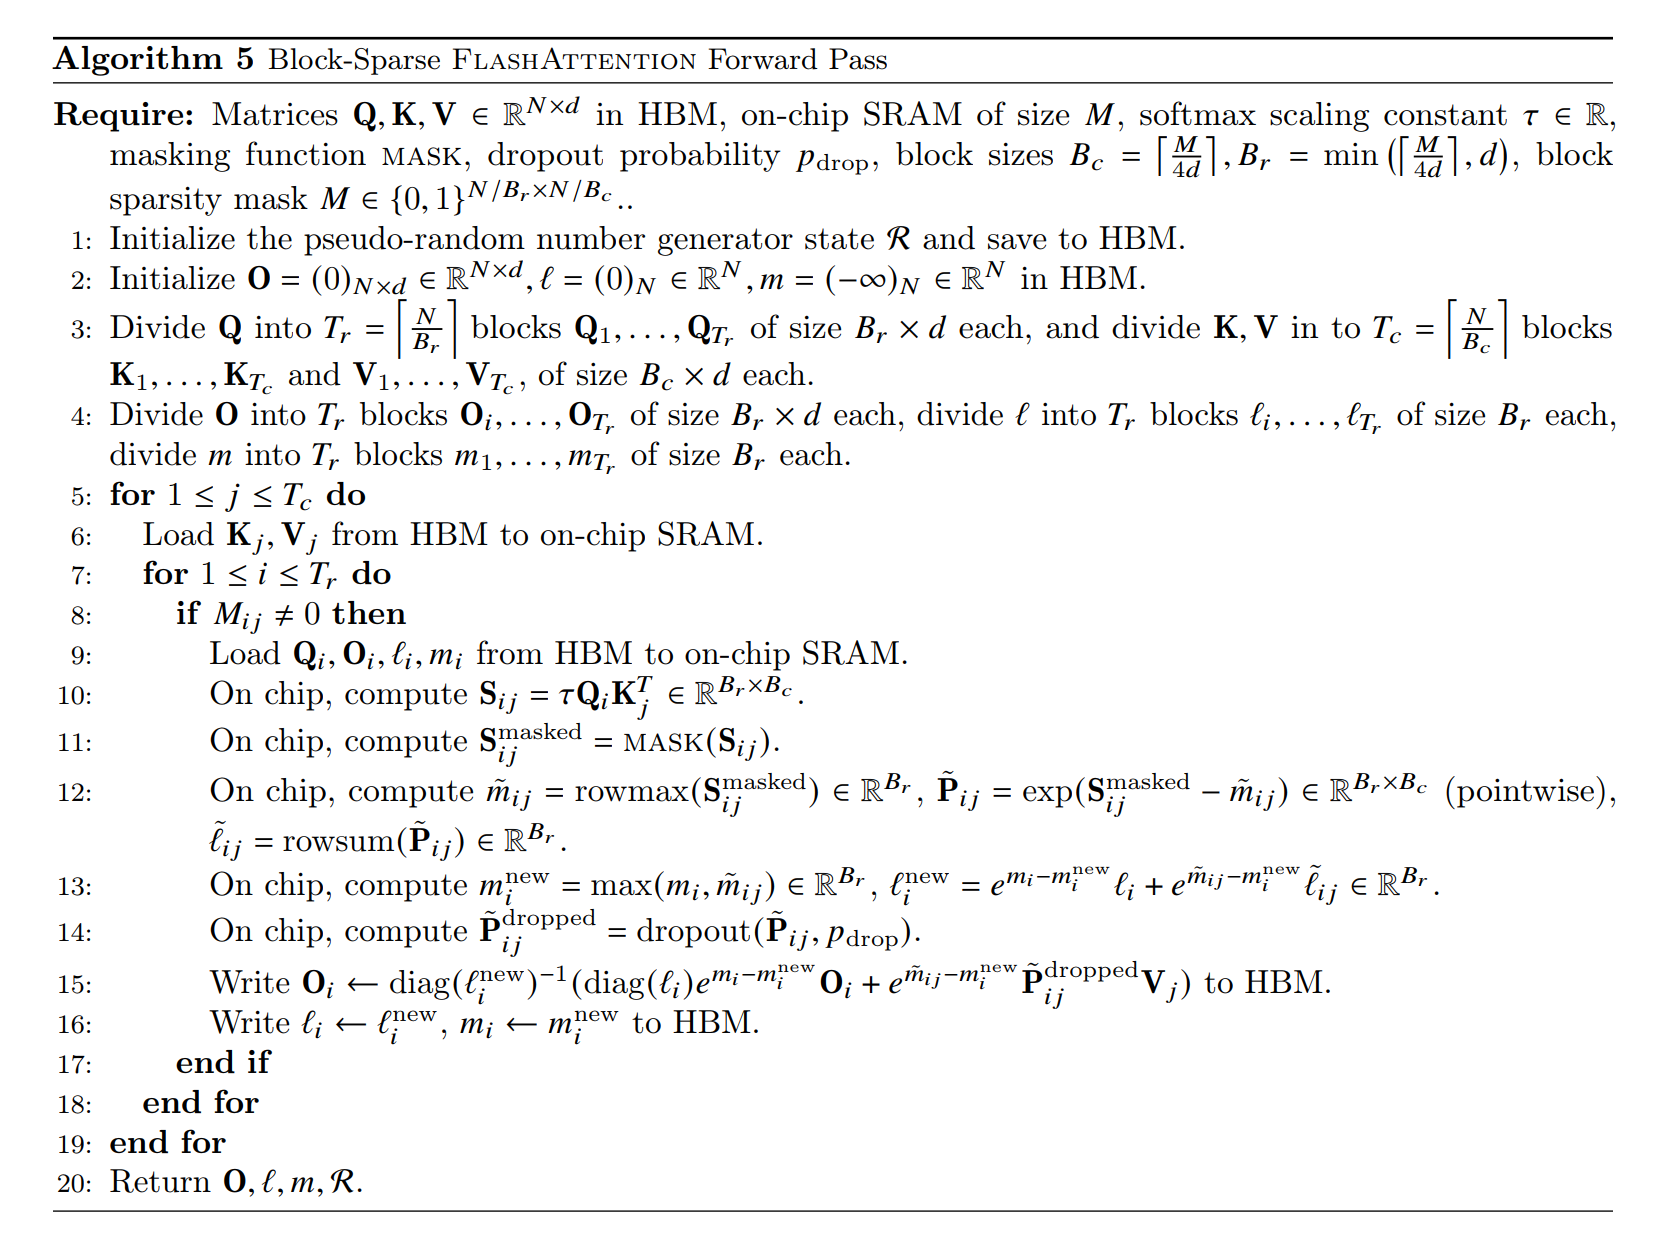 Algorithm 5 Block-Sparse FlashAttention Forward Pass
Require: Matrices $\mathbf{Q}, \mathbf{K}, \mathbf{V} \in \mathbb{R}^{N \times d}$ in HBM, on-chip SRAM of size $M$, softmax scaling constant $\tau \in \mathbb{R}$,
masking function MASK, dropout probability $p_{\text{drop}}$, block sizes $B_c = \left\lceil \frac{M}{4d} \right\rceil, B_r = \min\left(\left\lceil \frac{M}{4d} \right\rceil, d\right)$, block
sparsity mask $M \in \{0, 1\}^{N/B_r \times N/B_c}$..
1: Initialize the pseudo-random number generator state $\mathcal{R}$ and save to HBM.
2: Initialize $\mathbf{O} = (0)_{N \times d} \in \mathbb{R}^{N \times d}, \ell = (0)_N \in \mathbb{R}^N, m = (-\infty)_N \in \mathbb{R}^N$ in HBM.
3: Divide $\mathbf{Q}$ into $T_r = \left\lceil \frac{N}{B_r} \right\rceil$ blocks $\mathbf{Q}_1, \ldots, \mathbf{Q}_{T_r}$ of size $B_r \times d$ each, and divide $\mathbf{K}, \mathbf{V}$ in to $T_c = \left\lceil \frac{N}{B_c} \right\rceil$ blocks
$\mathbf{K}_1, \ldots, \mathbf{K}_{T_c}$ and $\mathbf{V}_1, \ldots, \mathbf{V}_{T_c}$, of size $B_c \times d$ each.
4: Divide $\mathbf{O}$ into $T_r$ blocks $\mathbf{O}_i, \ldots, \mathbf{O}_{T_r}$ of size $B_r \times d$ each, divide $\ell$ into $T_r$ blocks $\ell_i, \ldots, \ell_{T_r}$ of size $B_r$ each,
divide $m$ into $T_r$ blocks $m_1, \ldots, m_{T_r}$ of size $B_r$ each.
5: for $1 \leq j \leq T_c$ do
6: Load $\mathbf{K}_j, \mathbf{V}_j$ from HBM to on-chip SRAM.
7: for $1 \leq i \leq T_r$ do
8: if $M_{ij} \neq 0$ then
9: Load $\mathbf{Q}_i, \mathbf{O}_i, \ell_i, m_i$ from HBM to on-chip SRAM.
10: On chip, compute $\mathbf{S}_{ij} = \tau \mathbf{Q}_i \mathbf{K}_j^T \in \mathbb{R}^{B_r \times B_c}$.
11: On chip, compute $\mathbf{S}_{ij}^{\text{masked}} = \text{MASK}(\mathbf{S}_{ij})$.
12: On chip, compute $\tilde{m}_{ij} = \text{rowmax}(\mathbf{S}_{ij}^{\text{masked}}) \in \mathbb{R}^{B_r}$, $\tilde{\mathbf{P}}_{ij} = \exp(\mathbf{S}_{ij}^{\text{masked}} - \tilde{m}_{ij}) \in \mathbb{R}^{B_r \times B_c}$ (pointwise),
$\tilde{\ell}_{ij} = \text{rowsum}(\tilde{\mathbf{P}}_{ij}) \in \mathbb{R}^{B_r}$.
13: On chip, compute $m_i^{\text{new}} = \max(m_i, \tilde{m}_{ij}) \in \mathbb{R}^{B_r}$, $\ell_i^{\text{new}} = e^{m_i - m_i^{\text{new}}} \ell_i + e^{\tilde{m}_{ij} - m_i^{\text{new}}} \tilde{\ell}_{ij} \in \mathbb{R}^{B_r}$.
14: On chip, compute $\tilde{\mathbf{P}}_{ij}^{\text{dropped}} = \text{dropout}(\tilde{\mathbf{P}}_{ij}, p_{\text{drop}})$.
15: Write $\mathbf{O}_i \leftarrow \text{diag}(\ell_i^{\text{new}})^{-1}(\text{diag}(\ell_i) e^{m_i - m_i^{\text{new}}} \mathbf{O}_i + e^{\tilde{m}_{ij} - m_i^{\text{new}}} \tilde{\mathbf{P}}_{ij}^{\text{dropped}} \mathbf{V}_j)$ to HBM.
16: Write $\ell_i \leftarrow \ell_i^{\text{new}}$, $m_i \leftarrow m_i^{\text{new}}$ to HBM.
17: end if
18: end for
19: end for
20: Return $\mathbf{O}, \ell, m, \mathcal{R}$.